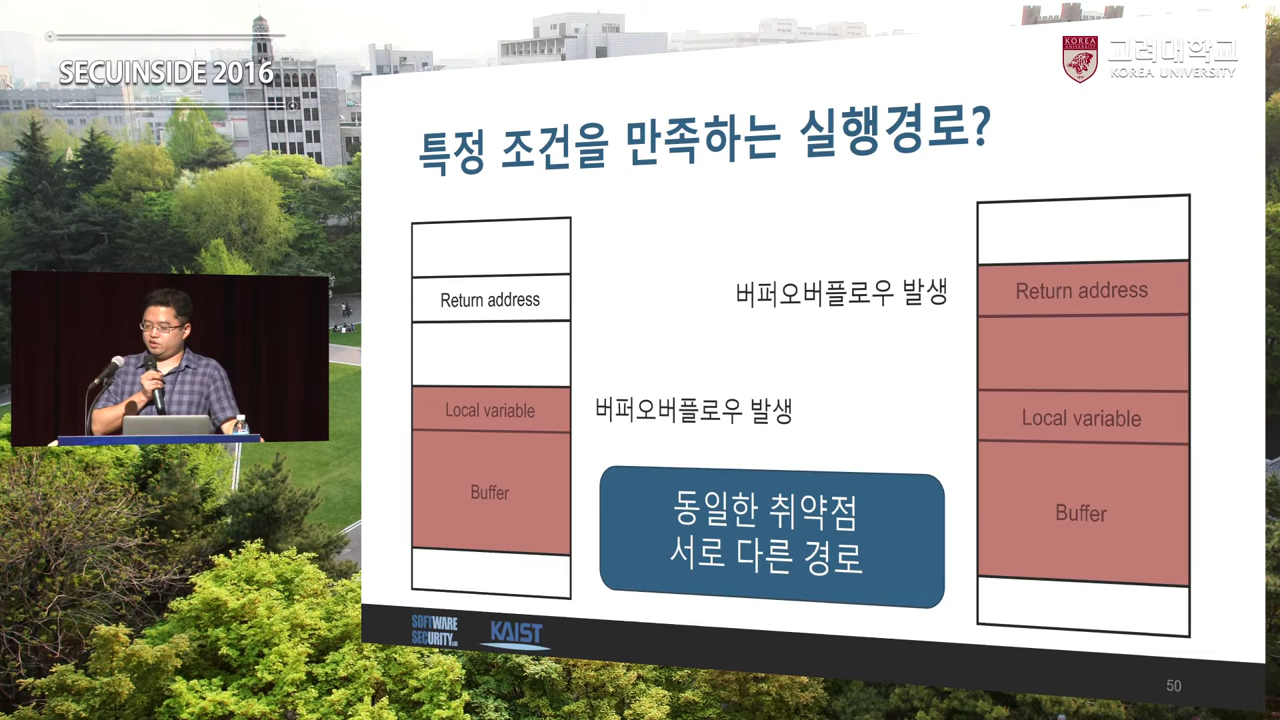 SECUINSIDE 2016
KOREA UNIVERSITY
고려대학교
KOREA UNIVERSITY
특정 조건을 만족하는 실행경로?
Return address
Local variable
Buffer
버퍼오버플로우 발생
버퍼오버플로우 발생
동일한 취약점
서로 다른 경로
Return address
Local variable
Buffer
SOFTWARE
SECURITY
KAIST
50